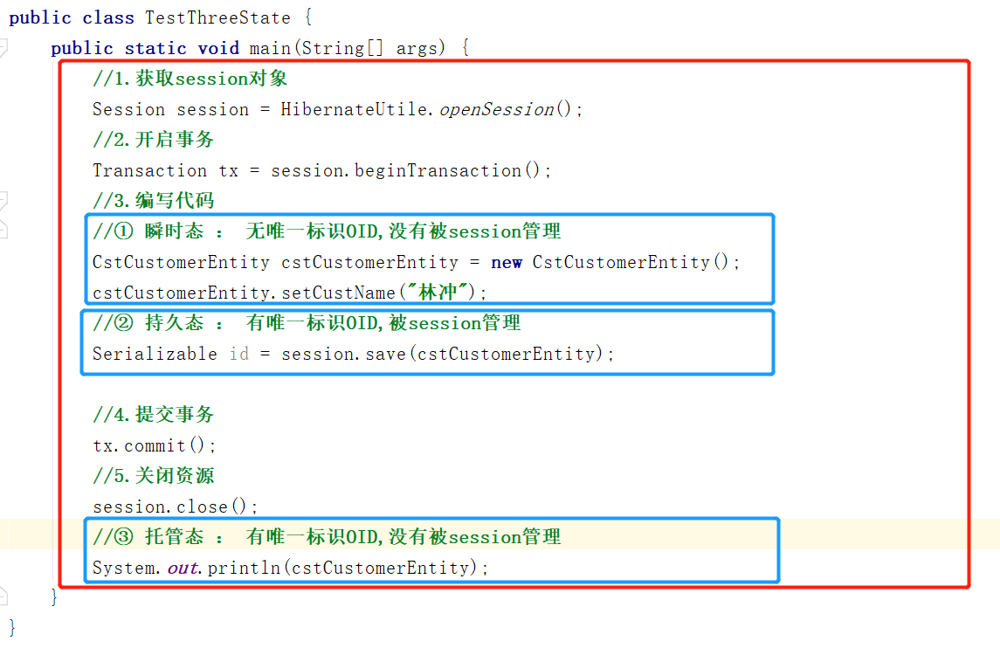 public class TestThreeState {
public static void main(String[] args) {
//1.获取session对象
Session session = HibernateUtile.openSession();
//2.开启事务
Transaction tx = session.beginTransaction();
//3.编写代码
//① 瞬时态 : 无唯一标识OID,没有被session管理
CstCustomerEntity cstCustomerEntity = new CstCustomerEntity();
cstCustomerEntity.setCustName("林冲");
//② 持久态 : 有唯一标识OID,被session管理
Serializable id = session.save(cstCustomerEntity);
//4.提交事务
tx.commit();
//5.关闭资源
session.close();
//③ 托管态 : 有唯一标识OID,没有被session管理
System.out.println(cstCustomerEntity);
}
}